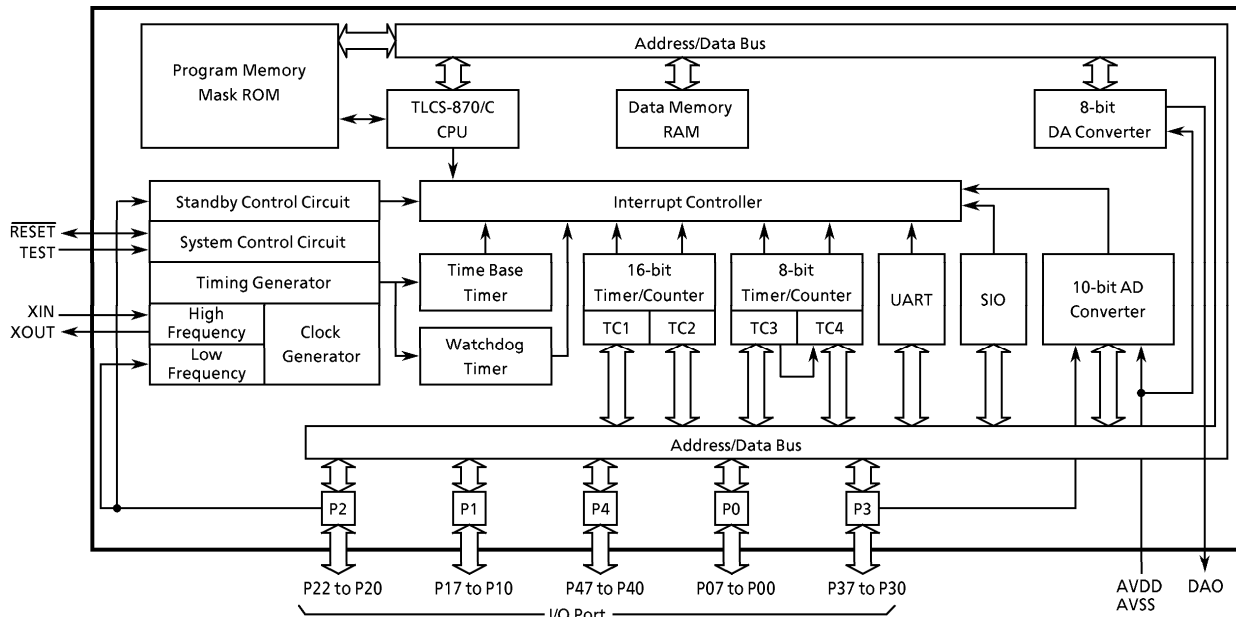 Program Memory
Mask ROM
Address/Data Bus
TLCS-870/C
CPU
Data Memory
RAM
8-bit
DA Converter
Standby Control Circuit
Interrupt Controller
RESET
TEST
System Control Circuit
Timing Generator
Time Base
Timer
16-bit
Timer/Counter
TC1
TC2
8-bit
Timer/Counter
TC3
TC4
UART
SIO
10-bit AD
Converter
XIN
XOUT
High
Frequency
Low
Frequency
Clock
Generator
Watchdog
Timer
Address/Data Bus
P2
P1
P4
P0
P3
P22 to P20
P17 to P10
P47 to P40
P07 to P00
P37 to P30
AVDD
AVSS
DAO
I/O Port